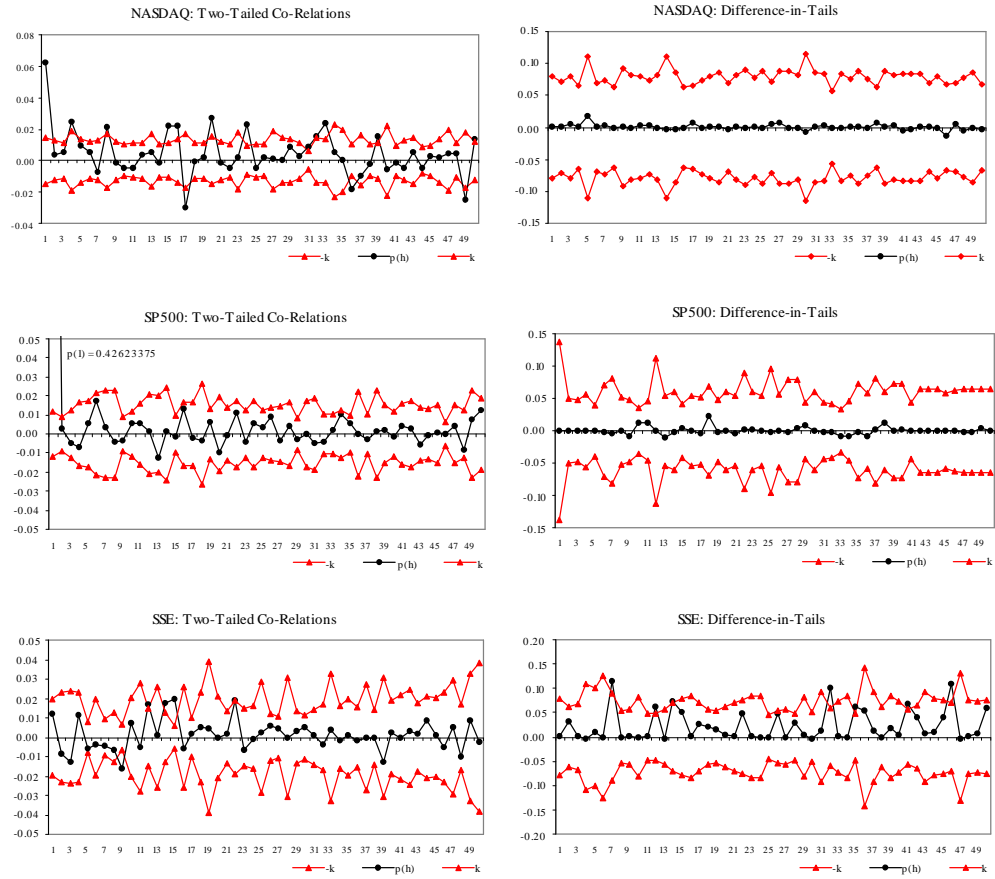 NASDAQ: Two-Tailed Co-Relations
0.08
0.06
0.04
0.02
0.00
-0.02
-0.04
1 3 5 7 9 11 13 15 17 19 21 23 25 27 29 31 33 35 37 39 41 43 45 47 49
-k p(h) k
NASDAQ: Difference-in-Tails
0.15
0.10
0.05
0.00
-0.05
-0.10
-0.15
1 3 5 7 9 11 13 15 17 19 21 23 25 27 29 31 33 35 37 39 41 43 45 47 49
-k p(h) k
SP500: Two-Tailed Co-Relations
0.05
0.04
0.03
0.02
0.01
0.00
-0.01
-0.02
-0.03
-0.04
-0.05
p(1) = 0.42623375
1 3 5 7 9 11 13 15 17 19 21 23 25 27 29 31 33 35 37 39 41 43 45 47 49
-k p(h) k
SP500: Difference-in-Tails
0.15
0.10
0.05
0.00
-0.05
-0.10
-0.15
1 3 5 7 9 11 13 15 17 19 21 23 25 27 29 31 33 35 37 39 41 43 45 47 49
-k p(h) k
SSE: Two-Tailed Co-Relations
0.05
0.04
0.03
0.02
0.01
0.00
-0.01
-0.02
-0.03
-0.04
-0.05
1 3 5 7 9 11 13 15 17 19 21 23 25 27 29 31 33 35 37 39 41 43 45 47 49
-k p(h) k
SSE: Difference-in-Tails
0.20
0.15
0.10
0.05
0.00
-0.05
-0.10
-0.15
-0.20
1 3 5 7 9 11 13 15 17 19 21 23 25 27 29 31 33 35 37 39 41 43 45 47 49
-k p(h) k